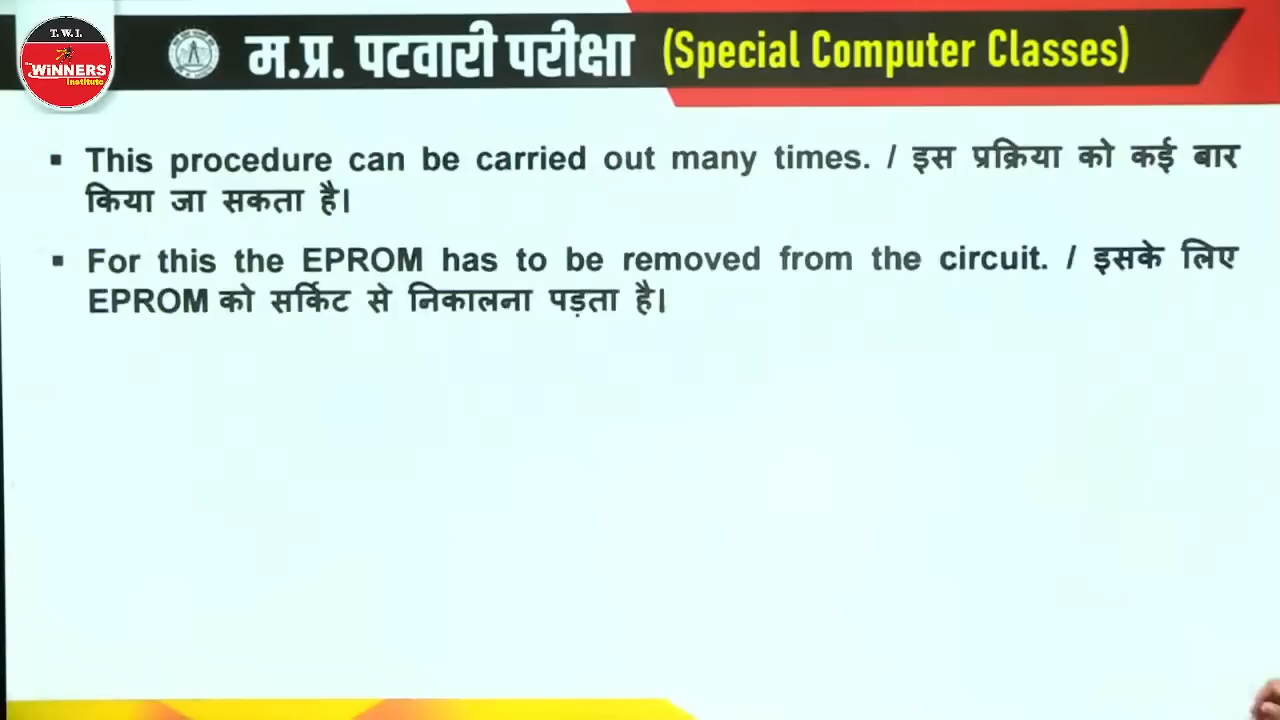 T.W.I.
THE WINNERS
institute
म.प्र. पटवारी परीक्षा (Special Computer Classes)
▪ This procedure can be carried out many times. / इस प्रक्रिया को कई बार
किया जा सकता है।
▪ For this the EPROM has to be removed from the circuit. / इसके लिए
EPROM को सर्किट से निकालना पड़ता है।